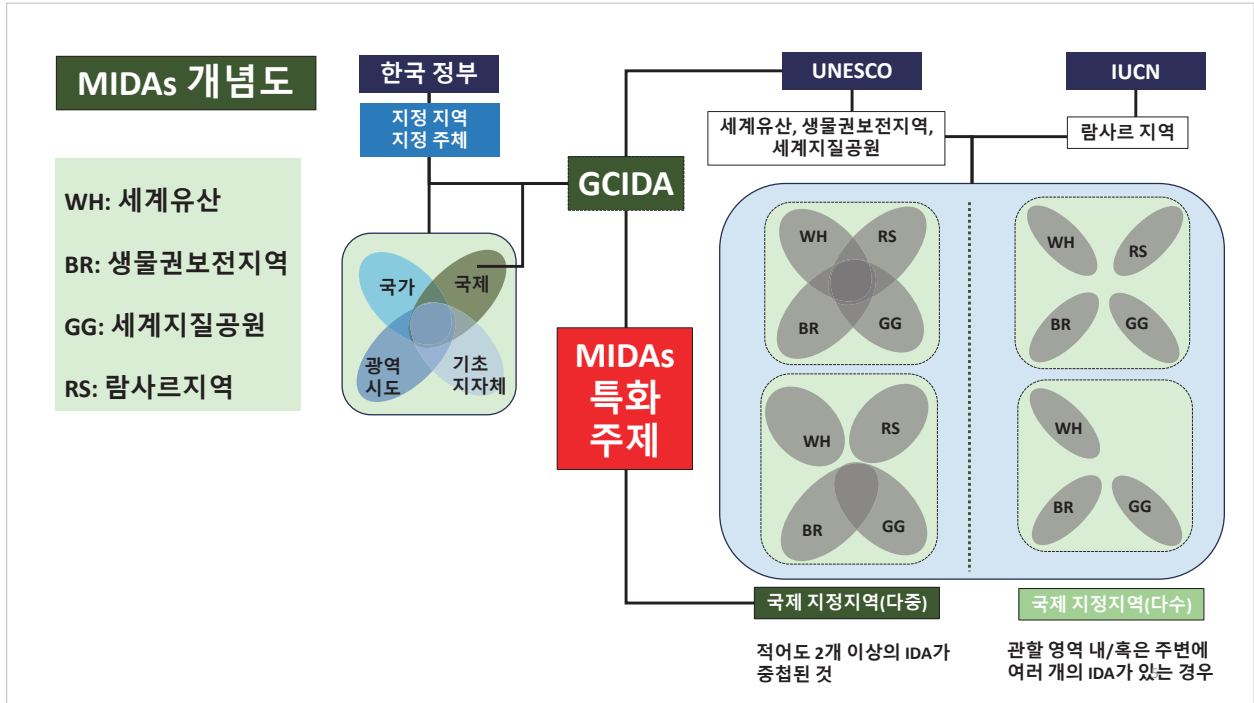 MIDAs 개념도
WH: 세계유산
BR: 생물권보전지역
GG: 세계지질공원
RS: 람사르지역
한국 정부
지정 지역
지정 주체
국가
국제
광역
시도
기초
지자체
GCIDA
MIDAs
특화
주제
UNESCO
세계유산, 생물권보전지역,
세계지질공원
IUCN
람사르 지역
WH
RS
BR
GG
WH
RS
BR
GG
WH
RS
BR
GG
WH
BR
GG
국제 지정지역(다중)
적어도 2개 이상의 IDA가
중첩된 것
국제 지정지역(다수)
관할 영역 내/혹은 주변에
여러 개의 IDA가 있는 경우